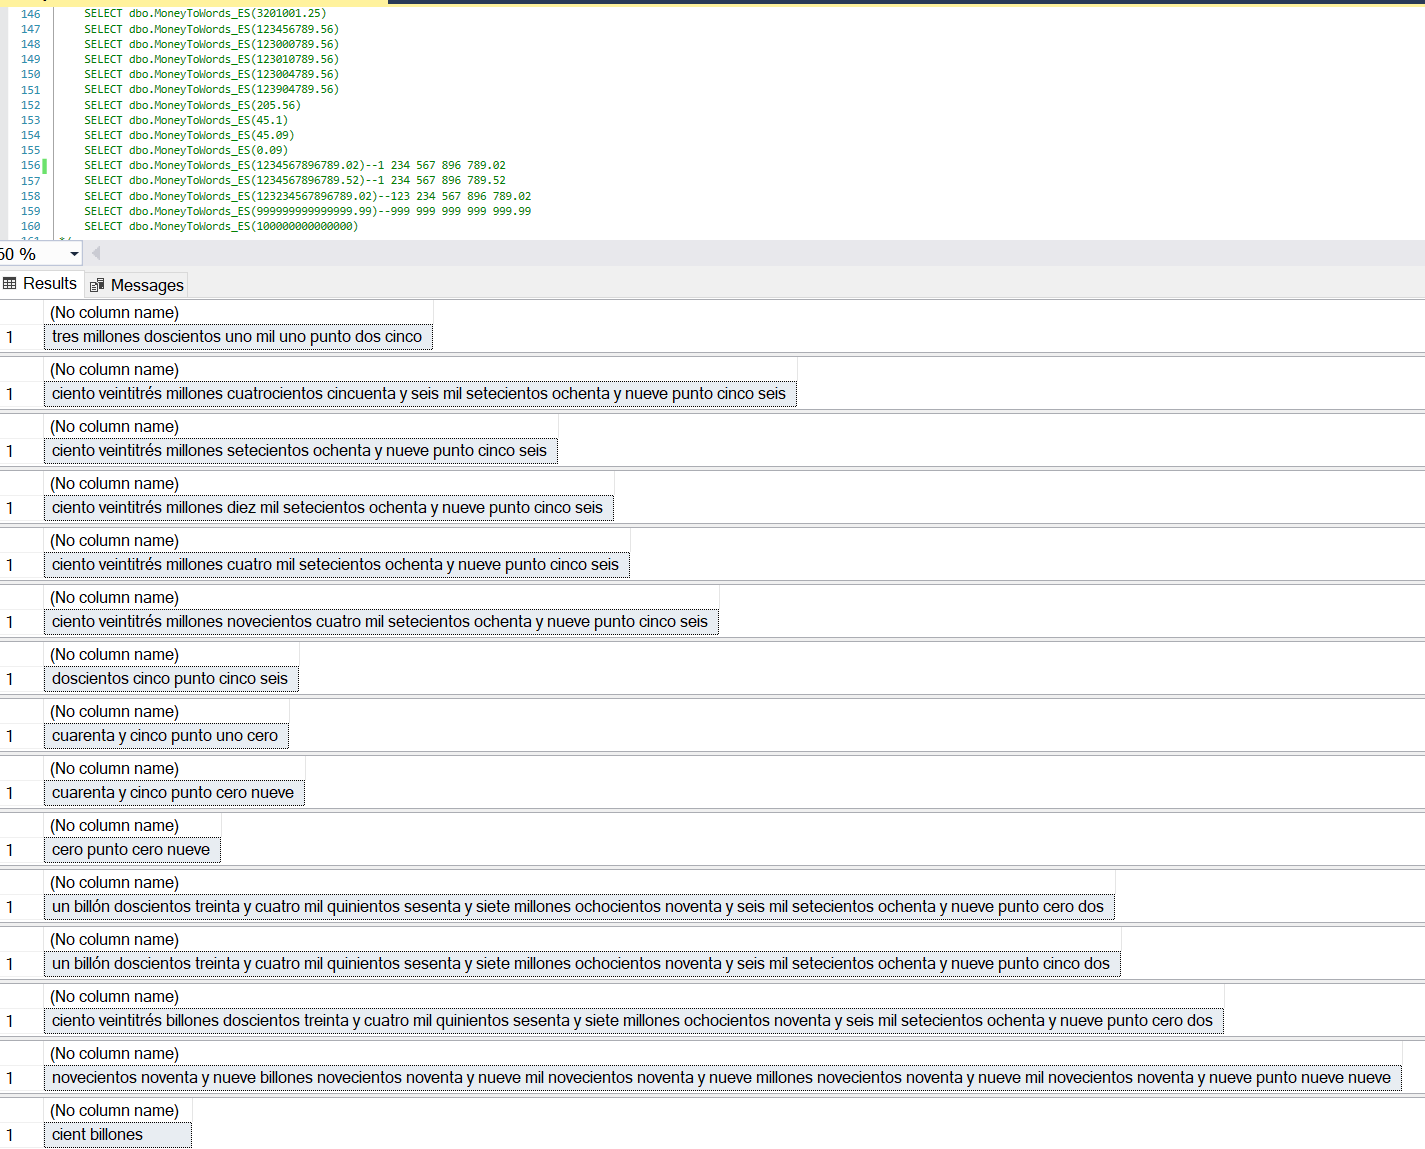 146 SELECT dbo.MoneyToWords_ES(3201001.25)
147 SELECT dbo.MoneyToWords_ES(123456789.56)
148 SELECT dbo.MoneyToWords_ES(123000789.56)
149 SELECT dbo.MoneyToWords_ES(123010789.56)
150 SELECT dbo.MoneyToWords_ES(123004789.56)
151 SELECT dbo.MoneyToWords_ES(123904789.56)
152 SELECT dbo.MoneyToWords_ES(205.56)
153 SELECT dbo.MoneyToWords_ES(45.1)
154 SELECT dbo.MoneyToWords_ES(45.09)
155 SELECT dbo.MoneyToWords_ES(0.09)
156 SELECT dbo.MoneyToWords_ES(1234567896789.02)--1 234 567 896 789.02
157 SELECT dbo.MoneyToWords_ES(1234567896789.52)--1 234 567 896 789.52
158 SELECT dbo.MoneyToWords_ES(123234567896789.02)--123 234 567 896 789.02
159 SELECT dbo.MoneyToWords_ES(999999999999999.99)--999 999 999 999 999.99
160 SELECT dbo.MoneyToWords_ES(100000000000000)
161 */
50 %
Results Messages
(No column name)
1 tres millones doscientos uno mil uno punto dos cinco
(No column name)
1 ciento veintitrés millones cuatrocientos cincuenta y seis mil setecientos ochenta y nueve punto cinco seis
(No column name)
1 ciento veintitrés millones setecientos ochenta y nueve punto cinco seis
(No column name)
1 ciento veintitrés millones diez mil setecientos ochenta y nueve punto cinco seis
(No column name)
1 ciento veintitrés millones cuatro mil setecientos ochenta y nueve punto cinco seis
(No column name)
1 ciento veintitrés millones novecientos cuatro mil setecientos ochenta y nueve punto cinco seis
(No column name)
1 doscientos cinco punto cinco seis
(No column name)
1 cuarenta y cinco punto uno cero
(No column name)
1 cuarenta y cinco punto cero nueve
(No column name)
1 cero punto cero nueve
(No column name)
1 un billón doscientos treinta y cuatro mil quinientos sesenta y siete millones ochocientos noventa y seis mil setecientos ochenta y nueve punto cero dos
(No column name)
1 un billón doscientos treinta y cuatro mil quinientos sesenta y siete millones ochocientos noventa y seis mil setecientos ochenta y nueve punto cinco dos
(No column name)
1 ciento veintitrés billones doscientos treinta y cuatro mil quinientos sesenta y siete millones ochocientos noventa y seis mil setecientos ochenta y nueve punto cero dos
(No column name)
1 novecientos noventa y nueve billones novecientos noventa y nueve mil novecientos noventa y nueve millones novecientos noventa y nueve mil novecientos noventa y nueve punto nueve nueve
(No column name)
1 cient billones